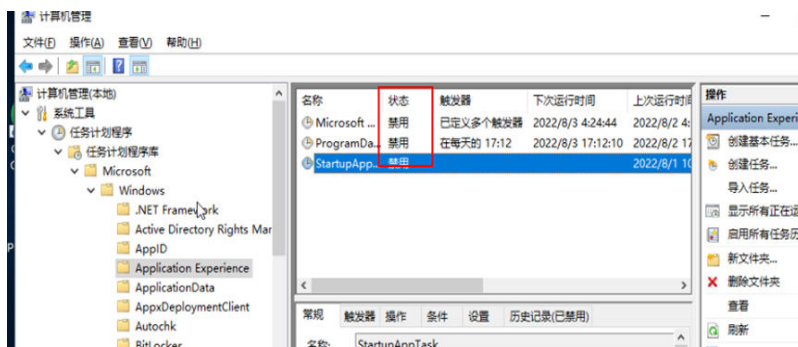 计算机管理
文件(F) 操作(A) 查看(V) 帮助(H)
计算机管理(本地)
系统工具
任务计划程序
任务计划程序库
Microsoft
Windows
.NET Framework
Active Directory Rights Mar
AppID
Application Experience
ApplicationData
AppxDeploymentClient
Autochk
BitLocker
名称 状态 触发器 下次运行时间 上次运行时间
Microsoft ... 禁用 已定义多个触发器 2022/8/3 4:24:44 2022/8/2 4:
ProgramDa... 禁用 在每天的 17:12 2022/8/3 17:12:10 2022/8/2 17
StartupApp... 禁用 2022/8/1 10
常规 触发器 操作 条件 设置 历史记录(已禁用)
名称: StartupAppTask
操作
Application Experi
创建基本任务...
创建任务...
导入任务...
显示所有正在运
启用所有任务历
新文件夹...
删除文件夹
查看
刷新